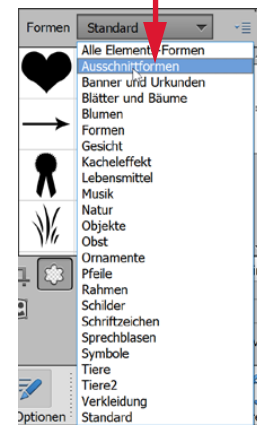 Formen Standard
Alle Elements-Formen
Ausschnittformen
Banner und Urkunden
Blätter und Bäume
Blumen
Formen
Gesicht
Kacheleffekt
Lebensmittel
Musik
Natur
Objekte
Obst
Ornamente
Pfeile
Rahmen
Schilder
Schriftzeichen
Sprechblasen
Symbole
Tiere
Tiere2
Verkleidung
Optionen Standard